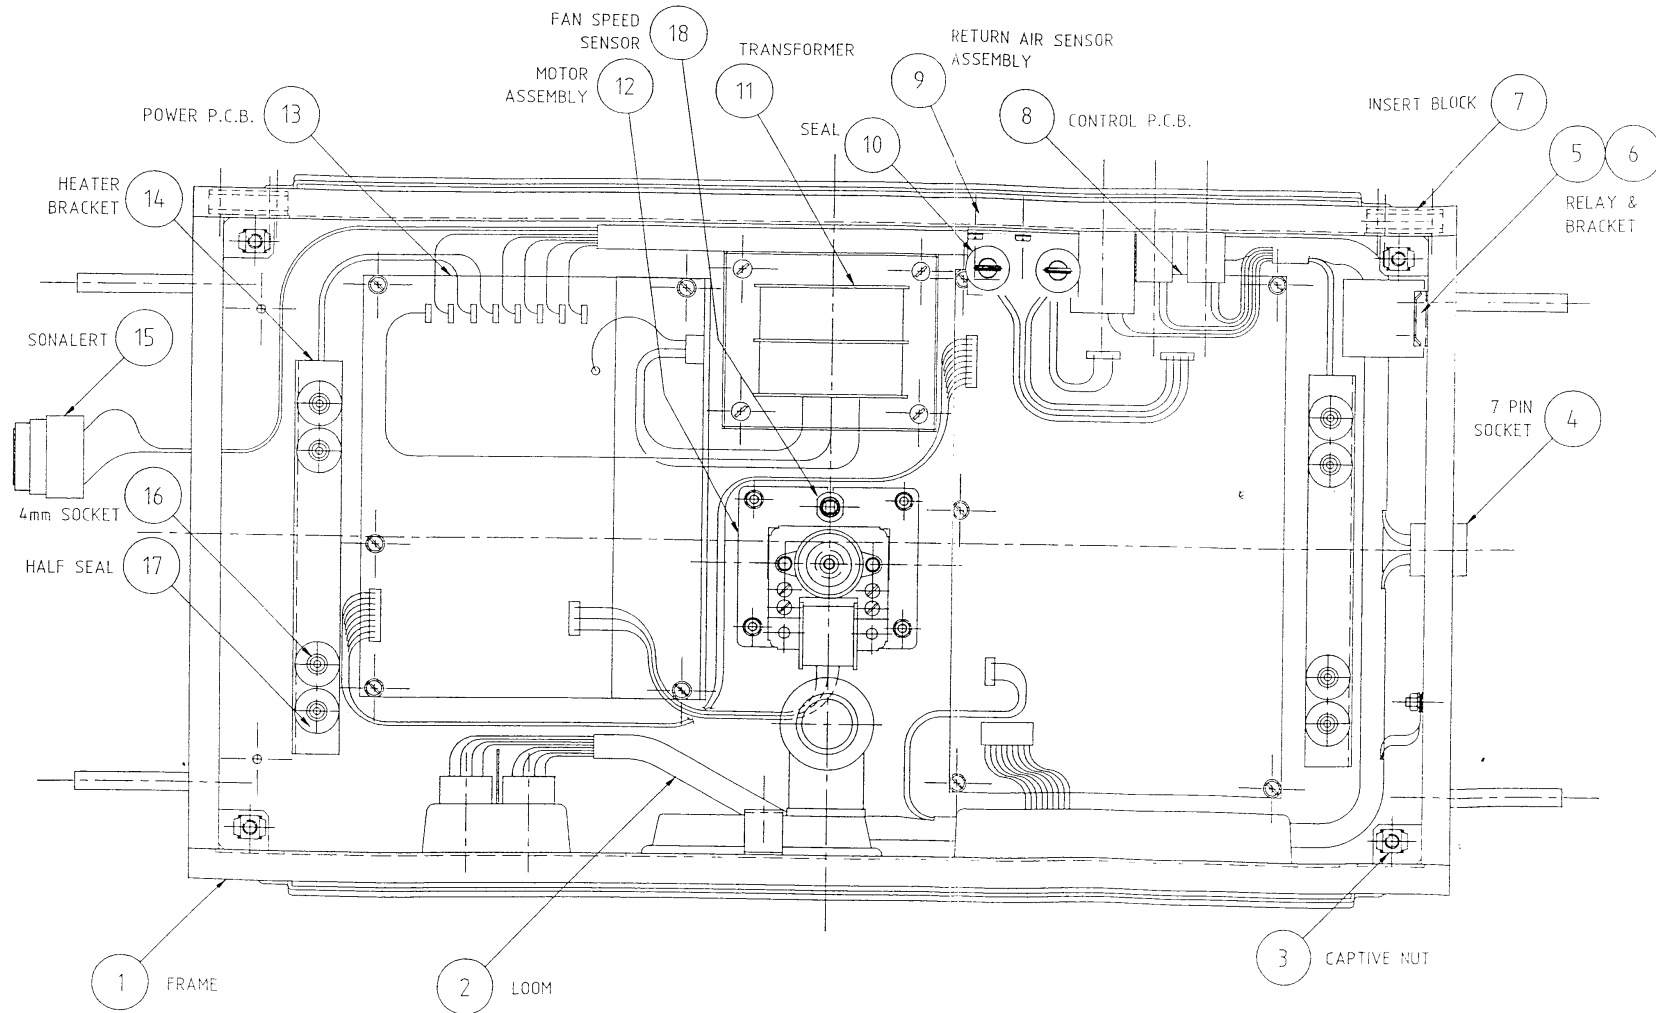 FAN SPEED
SENSOR
18
MOTOR
ASSEMBLY
12
TRANSFORMER
11
RETURN AIR SENSOR
ASSEMBLY
9
POWER P.C.B.
13
SEAL
10
8
CONTROL P.C.B.
INSERT BLOCK
7
5
6
RELAY &
BRACKET
HEATER
BRACKET
14
SONALERT
15
7 PIN
SOCKET
4
4mm SOCKET
16
HALF SEAL
17
1
FRAME
2
LOOM
3
CAPTIVE NUT